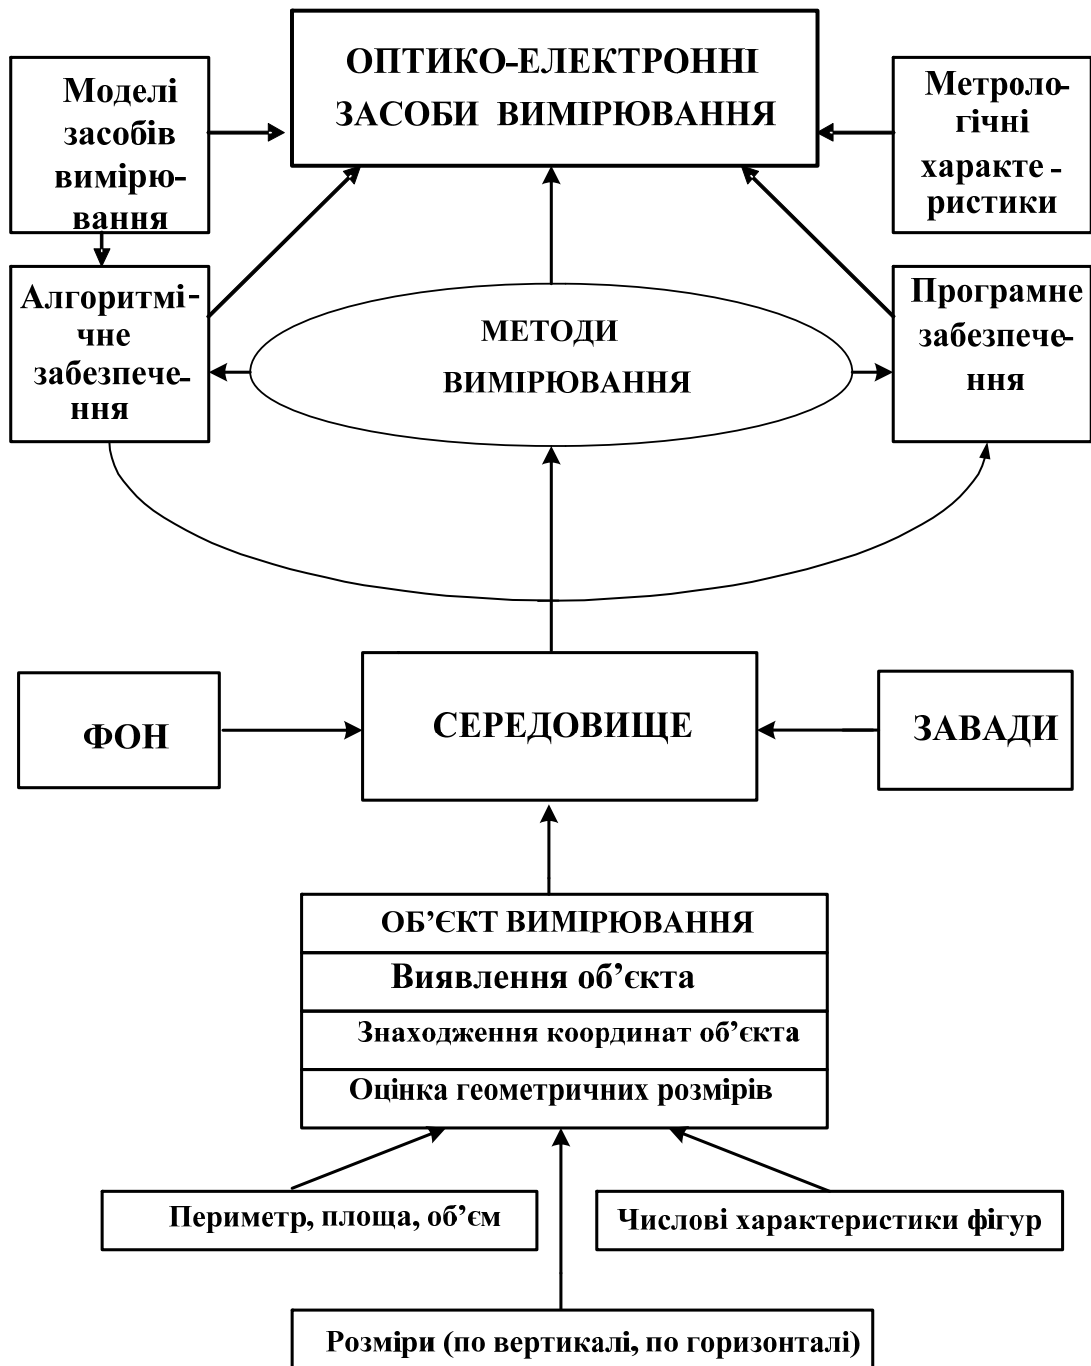 ОПТИКО-ЕЛЕКТРОННІ
ЗАСОБИ ВИМІРЮВАННЯ
Моделі
засобів
вимірю-
вання
Метроло-
гічні
характе-
ристики
Алгоритмі-
чне
забезпече-
ння
МЕТОДИ
ВИМІРЮВАННЯ
Програмне
забезпече-
ння
ФОН
СЕРЕДОВИЩЕ
ЗАВАДИ
ОБ’ЄКТ ВИМІРЮВАННЯ
Виявлення об’єкта
Знаходження координат об’єкта
Оцінка геометричних розмірів
Периметр, площа, об’єм
Числові характеристики фігур
Розміри (по вертикалі, по горизонталі)